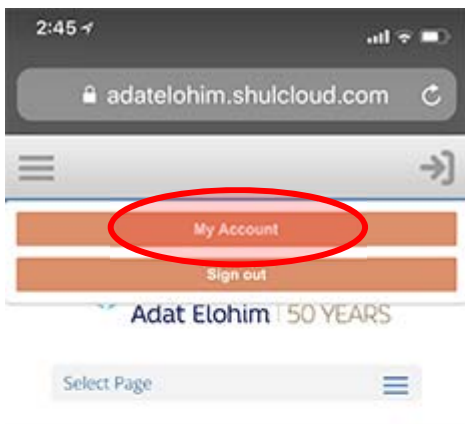 2:45
adatelohim.shulcloud.com
My Account
Sign out
Adat Elohim | 50 YEARS
Select Page